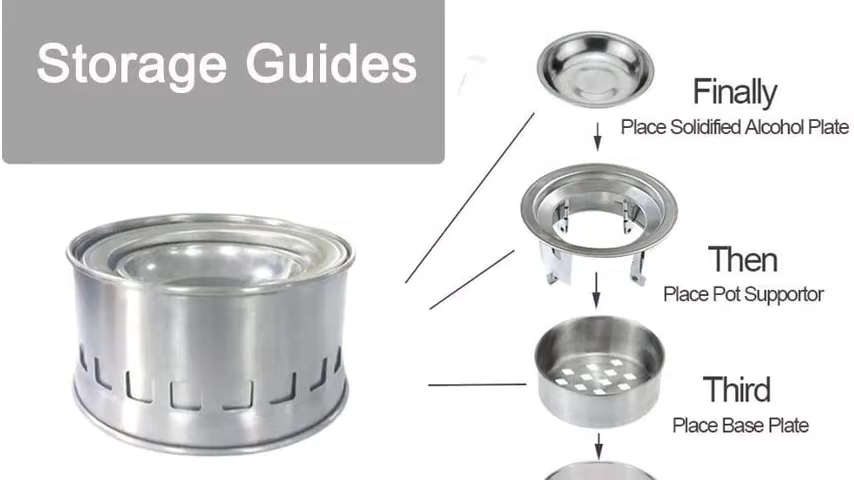 Storage Guides
Finally
Place Solidified Alcohol Plate
Then
Place Pot Supportor
Third
Place Base Plate